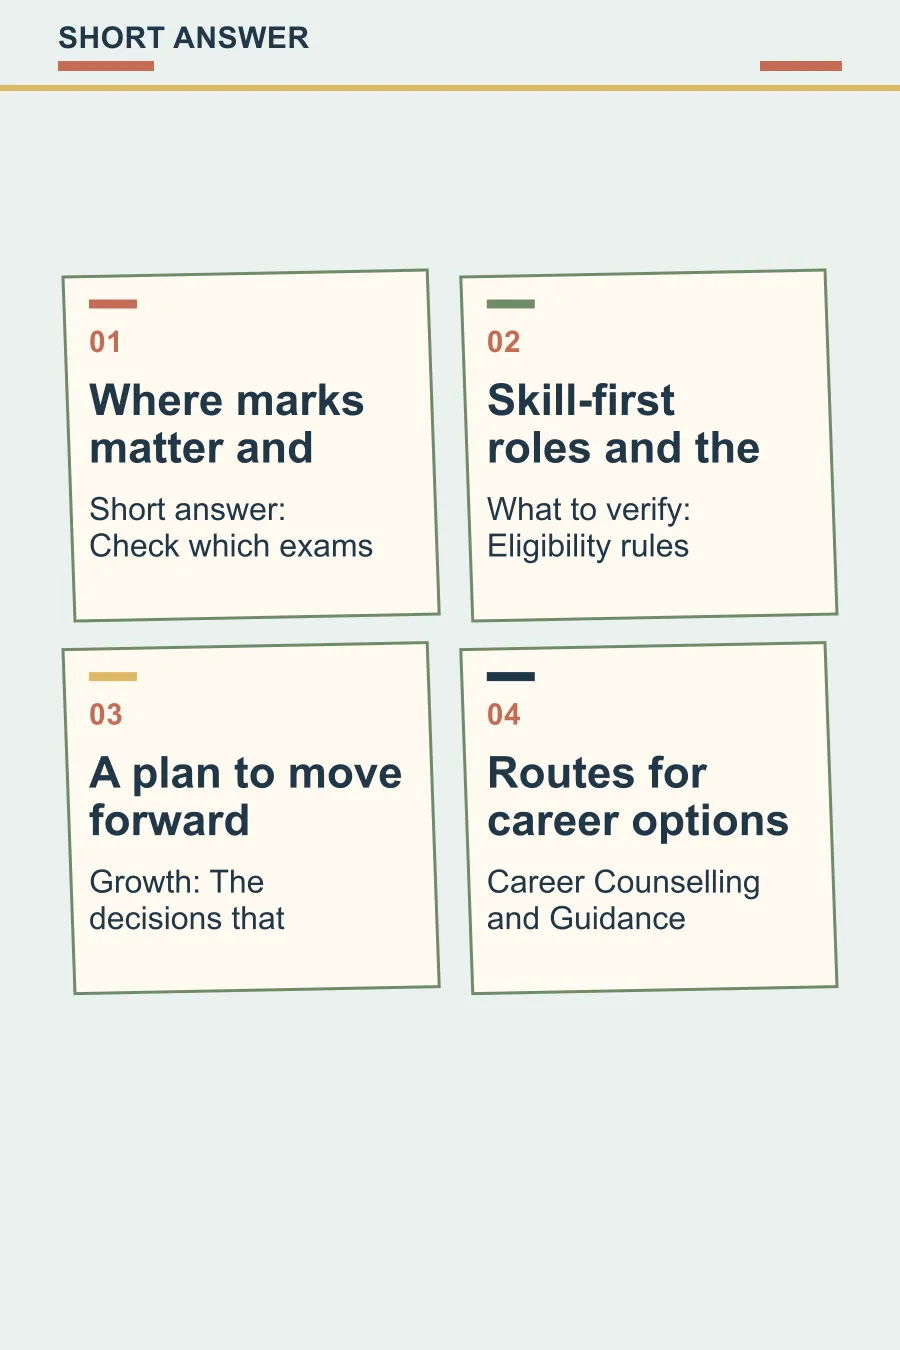 SHORT ANSWER
01
Where marks
matter and
Short answer:
Check which exams
02
Skill-first
roles and the
What to verify:
Eligibility rules
03
A plan to move
forward
Growth: The
decisions that
04
Routes for
career options
Career Counselling
and Guidance